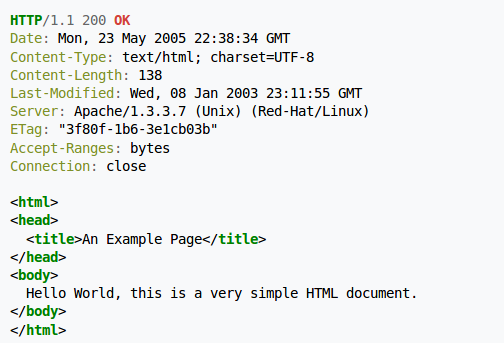 HTTP/1.1 200 OK
Date: Mon, 23 May 2005 22:38:34 GMT
Content-Type: text/html; charset=UTF-8
Content-Length: 138
Last-Modified: Wed, 08 Jan 2003 23:11:55 GMT
Server: Apache/1.3.3.7 (Unix) (Red-Hat/Linux)
ETag: "3f80f-1b6-3e1cb03b"
Accept-Ranges: bytes
Connection: close

<html>
<head>
  <title>An Example Page</title>
</head>
<body>
  Hello World, this is a very simple HTML document.
</body>
</html>